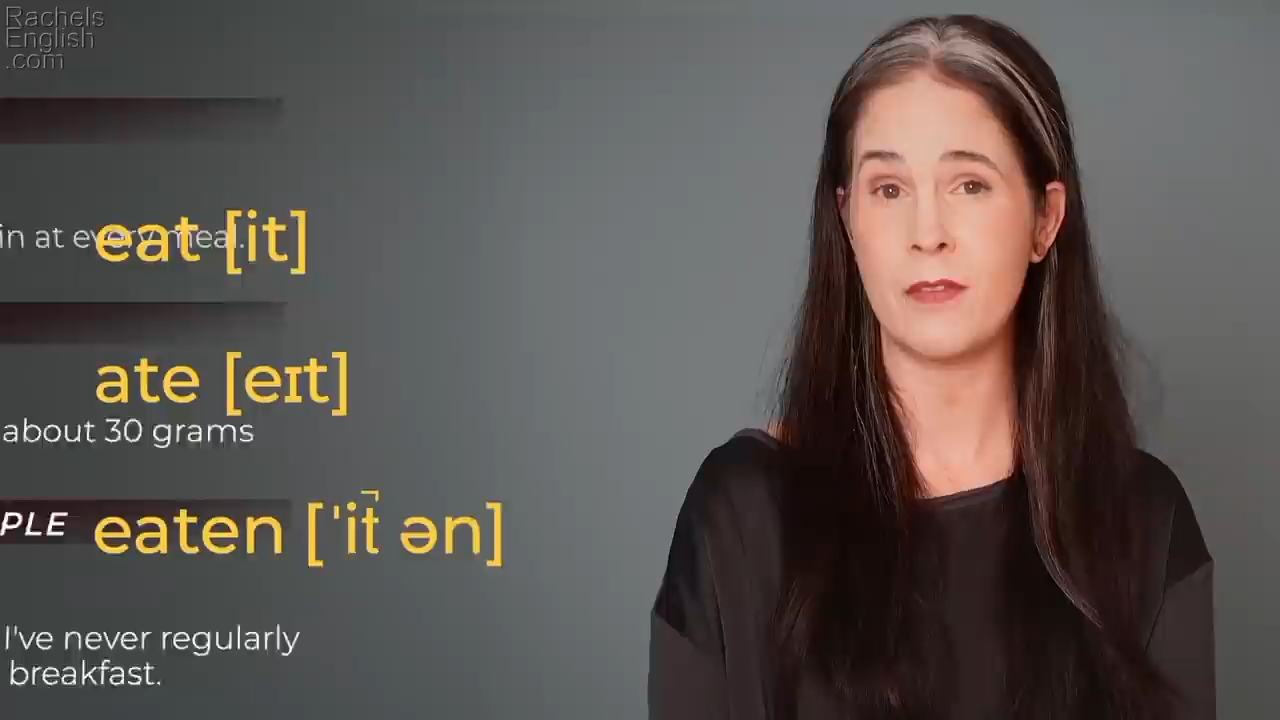 Rachels
English
.com
in at every meal.
eat [it]
ate [eɪt]
about 30 grams
PLE
eaten [ˈit̚ ən]
I've never regularly
breakfast.